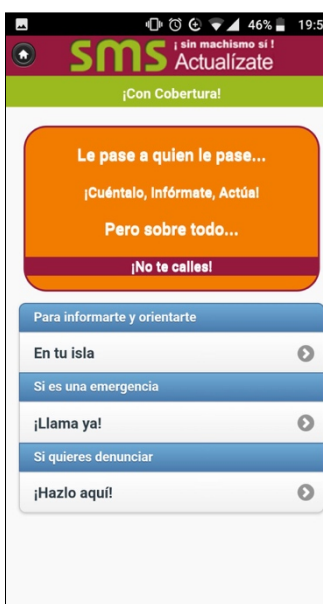 46% 19:5
sms ¡ sin machismo sí !
Actualízate
¡Con Cobertura!
Le pase a quien le pase...
¡Cuéntalo, Infórmate, Actúa!
Pero sobre todo...
¡No te calles!
Para informarte y orientarte
En tu isla
Si es una emergencia
¡Llama ya!
Si quieres denunciar
¡Hazlo aquí!